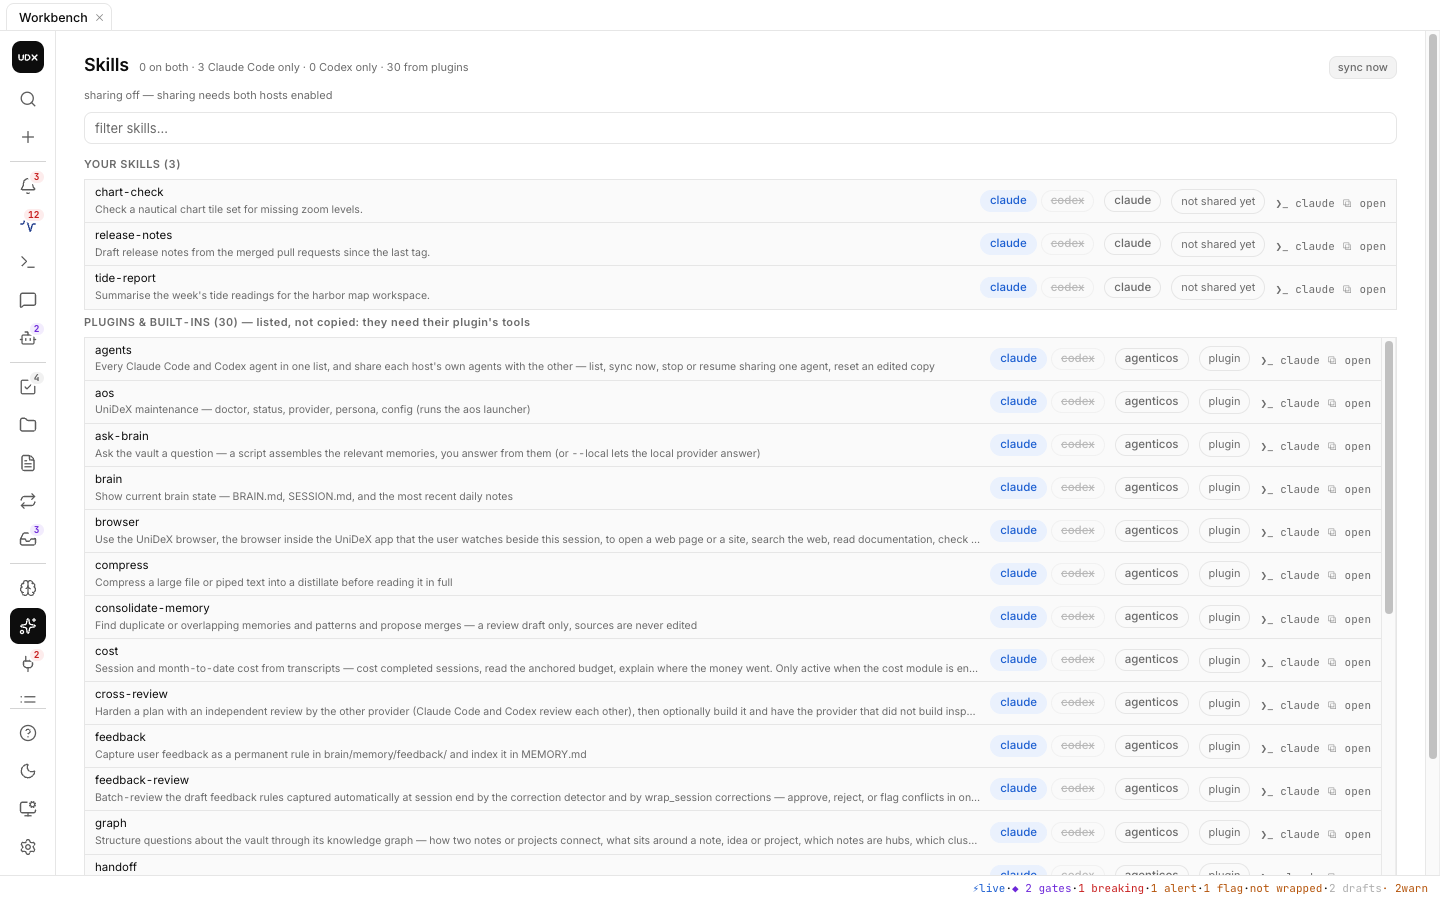 Workbench
UDX
Skills 0 on both · 3 Claude Code only · 0 Codex only · 30 from plugins
sync now
sharing off — sharing needs both hosts enabled
filter skills...
YOUR SKILLS (3)
chart-check
Check a nautical chart tile set for missing zoom levels.
claude codex claude not shared yet ❯_ claude open
release-notes
Draft release notes from the merged pull requests since the last tag.
claude codex claude not shared yet ❯_ claude open
tide-report
Summarise the week's tide readings for the harbor map workspace.
claude codex claude not shared yet ❯_ claude open
PLUGINS & BUILT-INS (30) — listed, not copied: they need their plugin's tools
agents
Every Claude Code and Codex agent in one list, and share each host's own agents with the other — list, sync now, stop or resume sharing one agent, reset an edited copy
claude codex agenticos plugin ❯_ claude open
aos
UniDeX maintenance — doctor, status, provider, persona, config (runs the aos launcher)
claude codex agenticos plugin ❯_ claude open
ask-brain
Ask the vault a question — a script assembles the relevant memories, you answer from them (or --local lets the local provider answer)
claude codex agenticos plugin ❯_ claude open
brain
Show current brain state — BRAIN.md, SESSION.md, and the most recent daily notes
claude codex agenticos plugin ❯_ claude open
browser
Use the UniDeX browser, the browser inside the UniDeX app that the user watches beside this session, to open a web page or a site, search the web, read documentation, check ...
claude codex agenticos plugin ❯_ claude open
compress
Compress a large file or piped text into a distillate before reading it in full
claude codex agenticos plugin ❯_ claude open
consolidate-memory
Find duplicate or overlapping memories and patterns and propose merges — a review draft only, sources are never edited
claude codex agenticos plugin ❯_ claude open
cost
Session and month-to-date cost from transcripts — cost completed sessions, read the anchored budget, explain where the money went. Only active when the cost module is en...
claude codex agenticos plugin ❯_ claude open
cross-review
Harden a plan with an independent review by the other provider (Claude Code and Codex review each other), then optionally build it and have the provider that did not build insp...
claude codex agenticos plugin ❯_ claude open
feedback
Capture user feedback as a permanent rule in brain/memory/feedback/ and index it in MEMORY.md
claude codex agenticos plugin ❯_ claude open
feedback-review
Batch-review the draft feedback rules captured automatically at session end by the correction detector and by wrap_session corrections — approve, reject, or flag conflicts in on...
claude codex agenticos plugin ❯_ claude open
graph
Structure questions about the vault through its knowledge graph — how two notes or projects connect, what sits around a note, idea or project, which notes are hubs, which clus...
claude codex agenticos plugin ❯_ claude open
handoff
claude codex agenticos plugin ❯_ claude open
3
12
2
4
3
2
⚡live·◆ 2 gates·1 breaking·1 alert·1 flag·not wrapped·2 drafts· 2warn